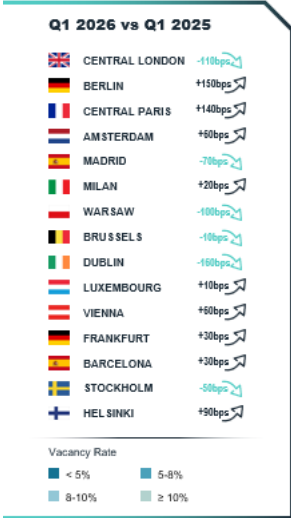 Q1 2026 vs Q1 2025
CENTRAL LONDON -110bps
BERLIN +150bps
CENTRAL PARIS +140bps
AMSTERDAM +60bps
MADRID -70bps
MILAN +20bps
WARSAW -100bps
BRUSSELS -10bps
DUBLIN -160bps
LUXEMBOURG +10bps
VIENNA +60bps
FRANKFURT +30bps
BARCELONA +30bps
STOCKHOLM -50bps
HELSINKI +90bps
Vacancy Rate
< 5% 5-8%
8-10% ≥ 10%